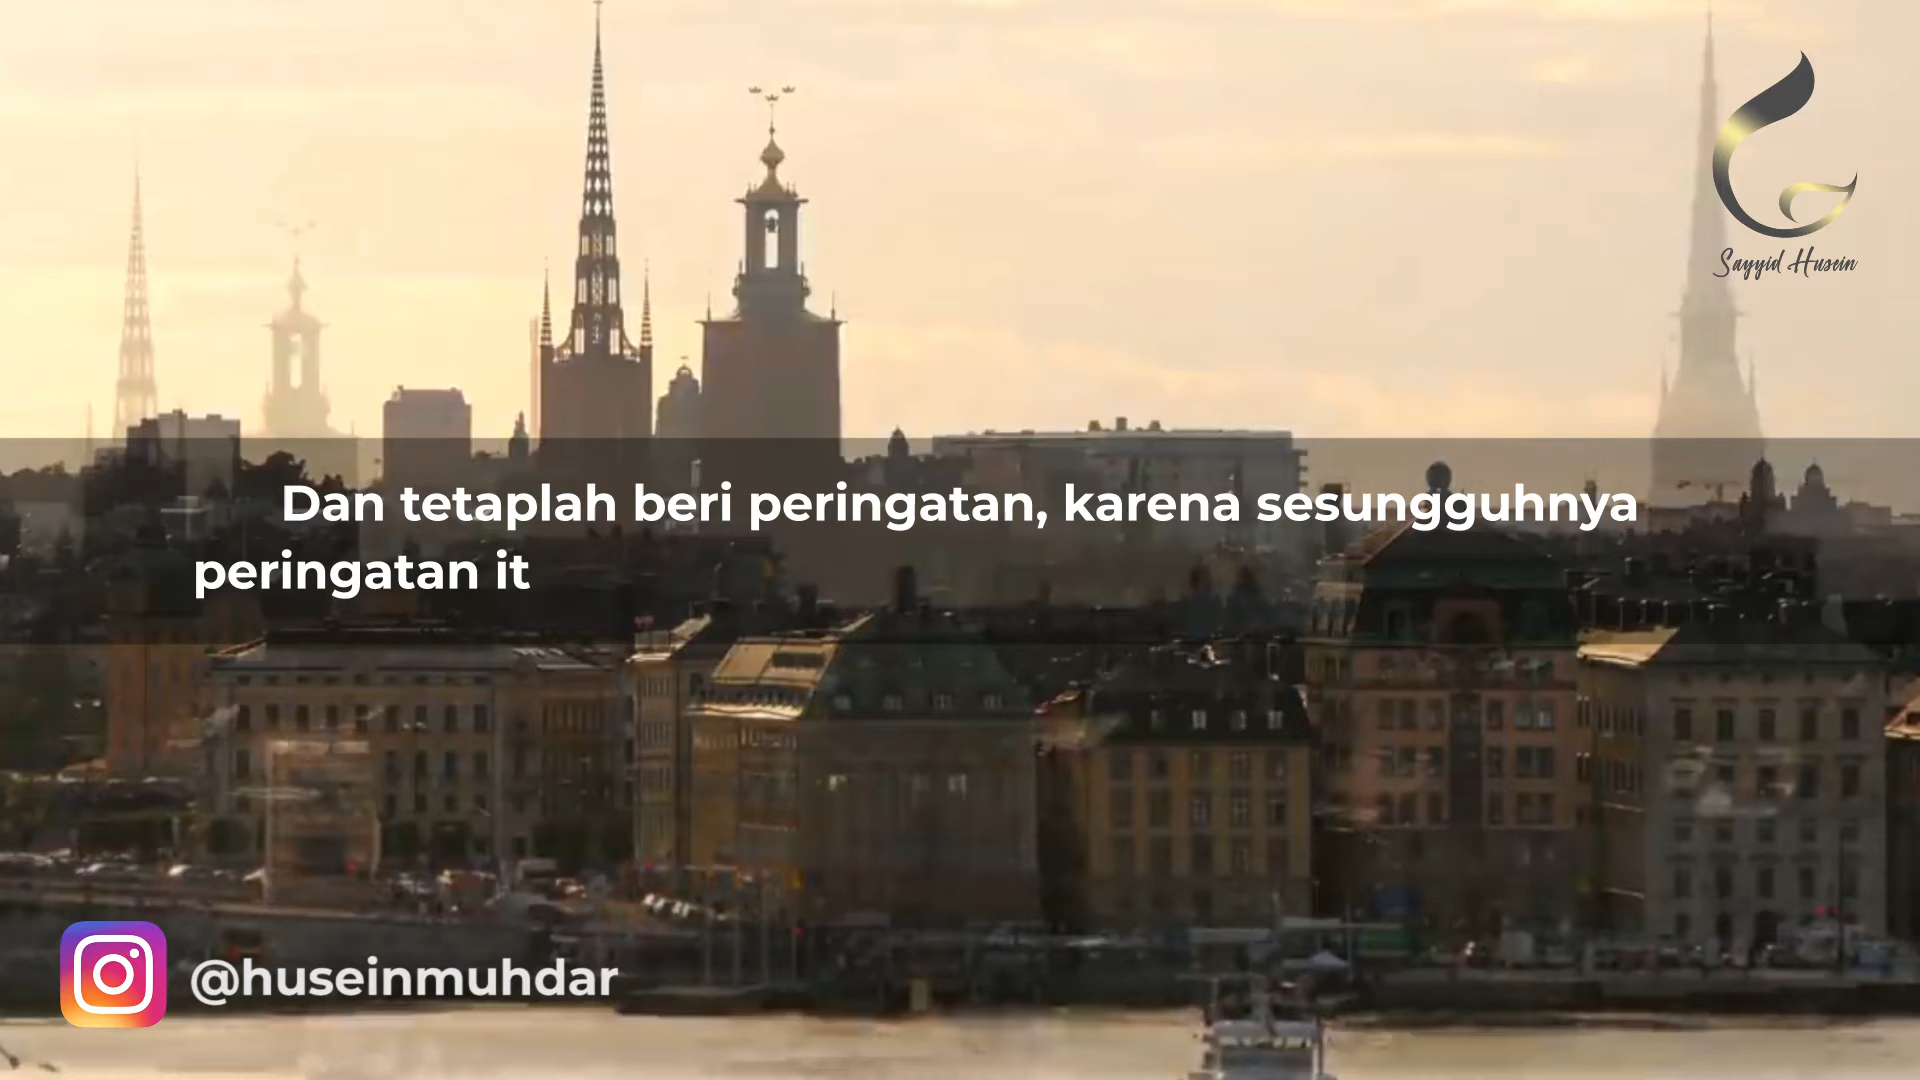 Sayyid Husein
Dan tetaplah beri peringatan, karena sesungguhnya
peringatan it
@huseinmuhdar